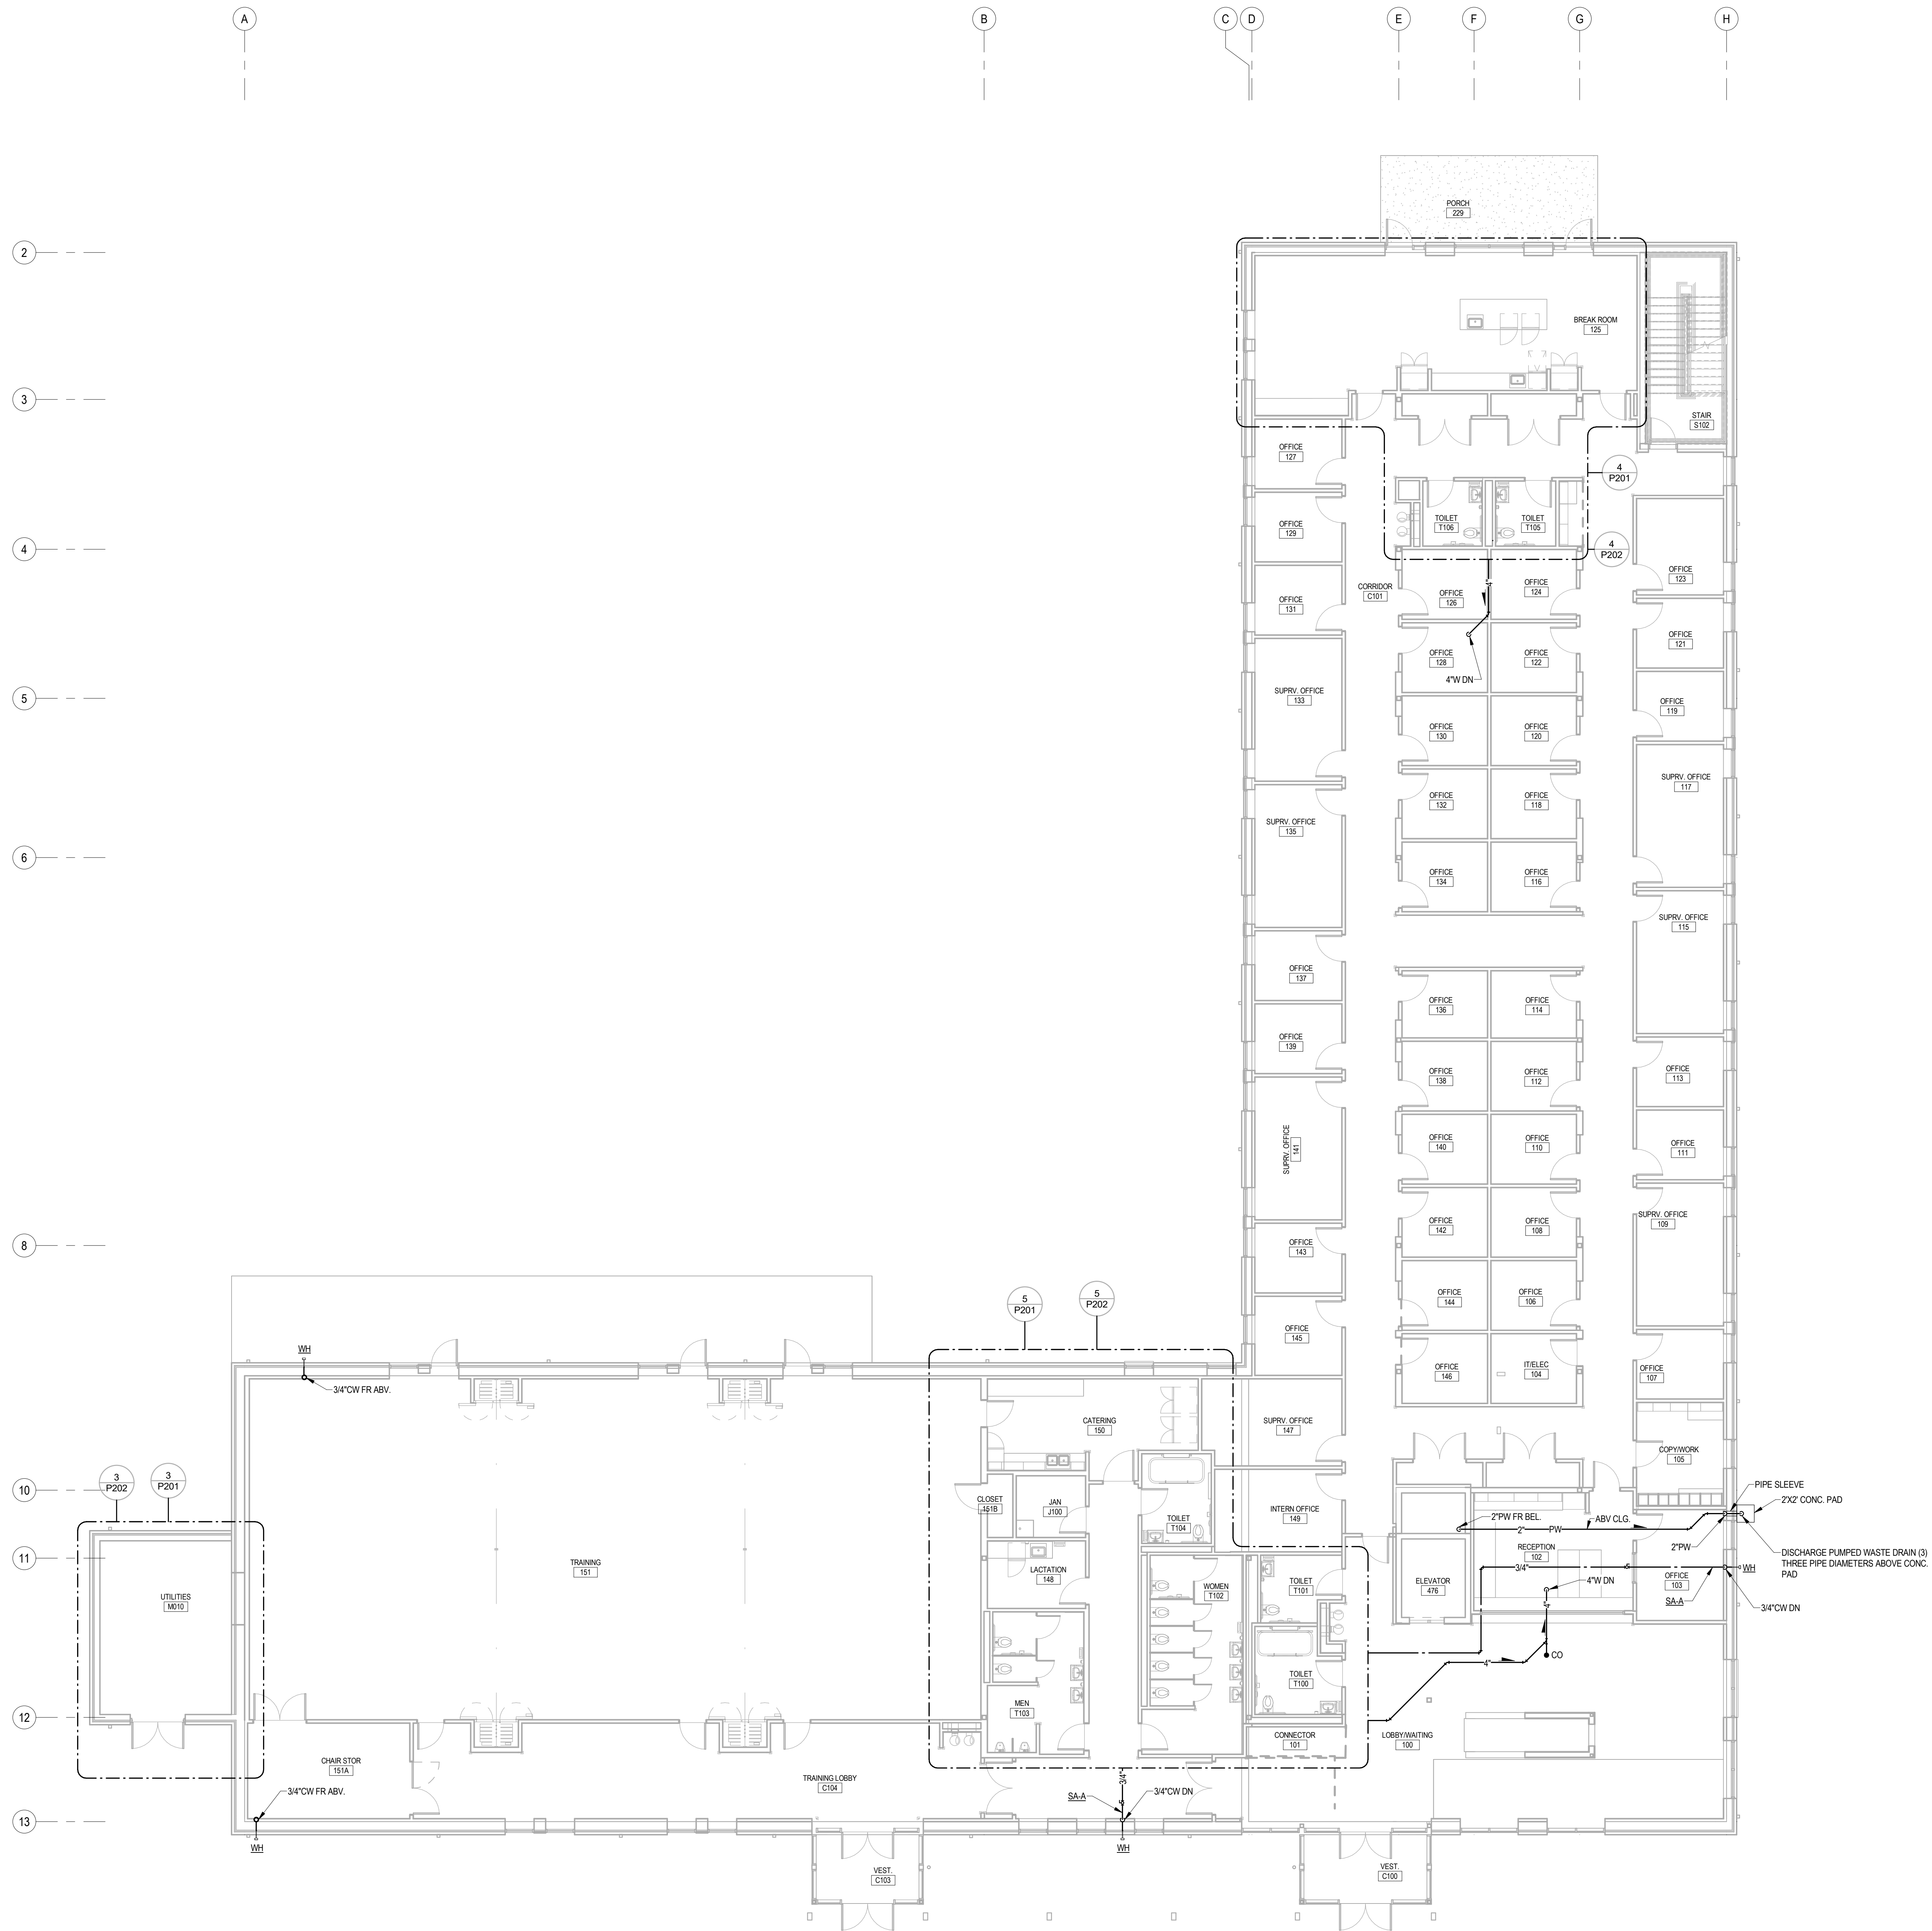 A
B
C
D
E
F
G
H
2
3
4
5
6
8
10
11
12
13
PORCH
229
BREAK ROOM
125
STAIR
S102
OFFICE
127
4
P201
TOILET
T106
TOILET
T105
OFFICE
129
4
P202
4"
OFFICE
123
CORRIDOR
C101
OFFICE
126
OFFICE
124
OFFICE
131
OFFICE
121
OFFICE
128
OFFICE
122
4"W DN
SUPRV. OFFICE
133
OFFICE
119
OFFICE
130
OFFICE
120
SUPRV. OFFICE
117
OFFICE
132
OFFICE
118
SUPRV. OFFICE
135
OFFICE
134
OFFICE
116
SUPRV. OFFICE
115
OFFICE
137
OFFICE
136
OFFICE
114
OFFICE
139
OFFICE
138
OFFICE
112
OFFICE
113
SUPRV. OFFICE
141
OFFICE
140
OFFICE
110
OFFICE
111
OFFICE
142
OFFICE
108
SUPRV. OFFICE
109
OFFICE
143
OFFICE
144
OFFICE
106
5
P201
5
P202
OFFICE
145
WH
3/4"CW FR ABV.
OFFICE
146
IT/ELEC
104
OFFICE
107
CATERING
150
SUPRV. OFFICE
147
COPY/WORK
105
3
P202
3
P201
CLOSET
151B
JAN
J100
TOILET
T104
INTERN OFFICE
149
PIPE SLEEVE
2'X2' CONC. PAD
2"PW FR BEL.
ABV CLG.
2"
PW
2"PW
DISCHARGE PUMPED WASTE DRAIN (3)
THREE PIPE DIAMETERS ABOVE CONC.
PAD
RECEPTION
102
TRAINING
151
LACTATION
148
WOMEN
T102
TOILET
T101
ELEVATOR
476
3/4"
4"W DN
OFFICE
103
WH
SA-A
3/4"CW DN
UTILITIES
M010
4"
CO
4"
TOILET
T100
MEN
T103
CONNECTOR
101
LOBBY/WAITING
100
CHAIR STOR
151A
TRAINING LOBBY
C104
3/4"
3/4"CW FR ABV.
SA-A
3/4"CW DN
WH
WH
VEST.
C103
VEST.
C100